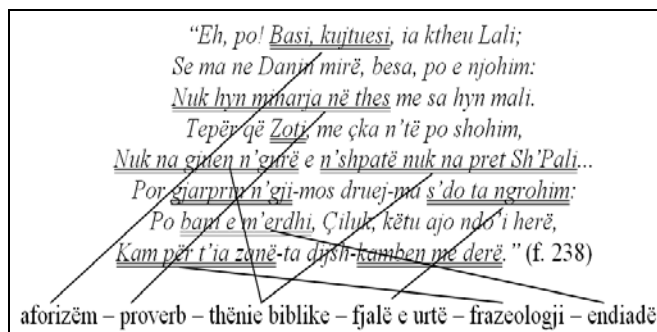 “Eh, po! Basi, kujtuesi, ia ktheu Lali;
Se ma ne Danin mirë, besa, po e njohim:
Nuk hyn minarja në thes me sa hyn mali.
Tepër që Zoti, me çka n’të po shohim,
Nuk na gjuen n’gurë e n’shpatë nuk na pret Sh’Pali...
Por gjarprin n’gji-mos druej-ma s’do ta ngrohim:
Po bani e m’erdhi, Çiluk, këtu ajo ndo’i herë,
Kam për t’ia zanë-ta dijsh-kamben me derë.” (f. 238)
aforizëm – proverb – thënie biblike – fjalë e urtë – frazeologji – endiadë